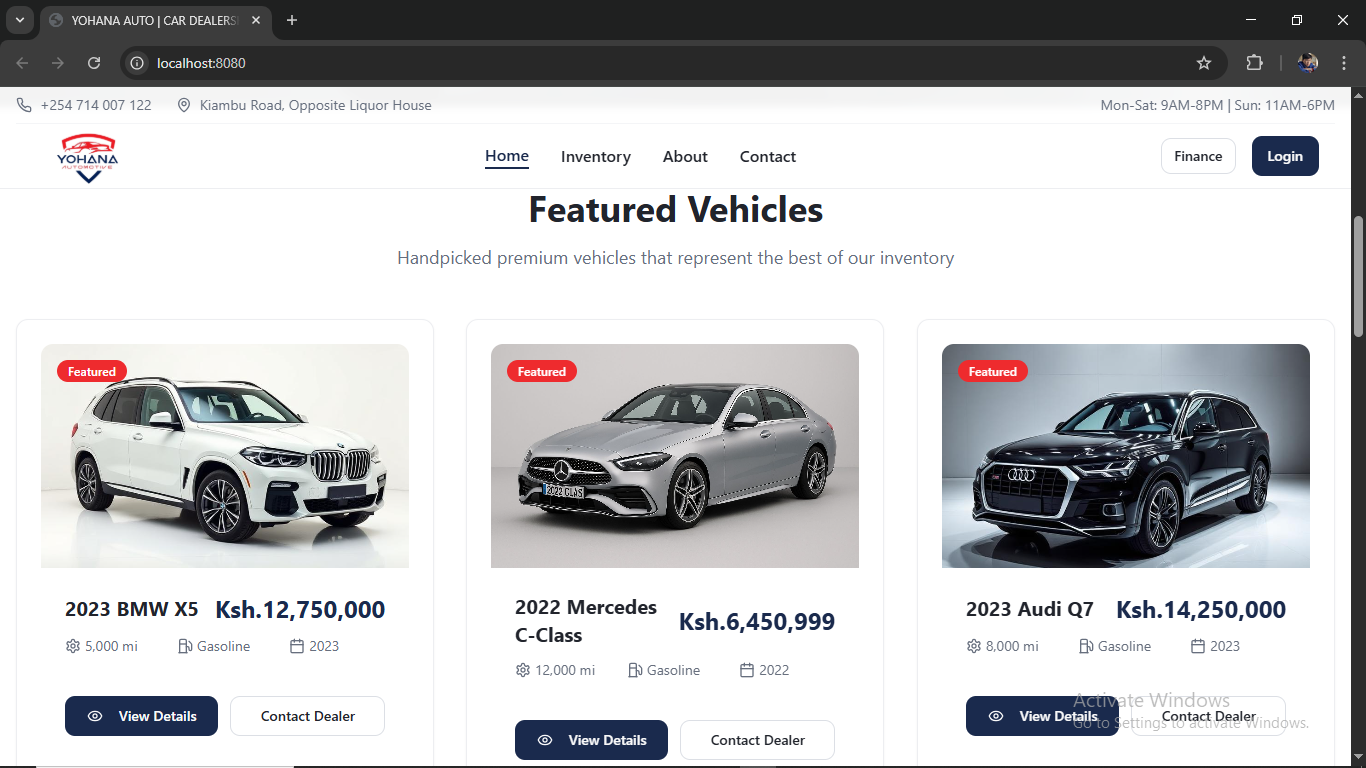 YOHANA AUTO | CAR DEALERS
localhost:8080
+254 714 007 122
Kiambu Road, Opposite Liquor House
Mon-Sat: 9AM-8PM | Sun: 11AM-6PM
YOHANA
AUTOMOTIVE
Home
Inventory
About
Contact
Finance
Login
Featured Vehicles
Handpicked premium vehicles that represent the best of our inventory
Featured
Featured
Featured
2022 CLAS
2023 BMW X5
Ksh.12,750,000
5,000 mi
Gasoline
2023
View Details
Contact Dealer
2022 Mercedes
C-Class
Ksh.6,450,999
12,000 mi
Gasoline
2022
View Details
Contact Dealer
2023 Audi Q7
Ksh.14,250,000
8,000 mi
Gasoline
2023
View Details
Contact Dealer
Activate Windows
Go to Settings to activate Windows.